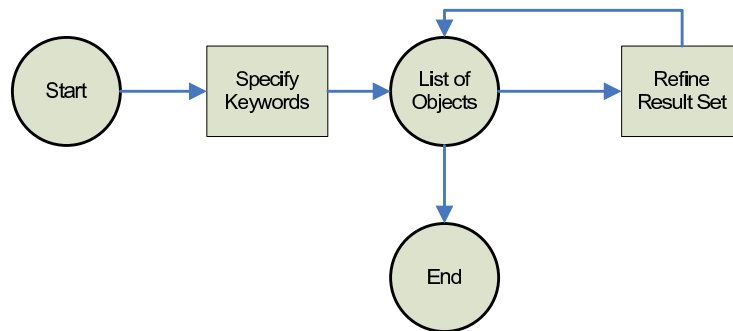 Start
Specify
Keywords
List of
Objects
Refine
Result Set
End